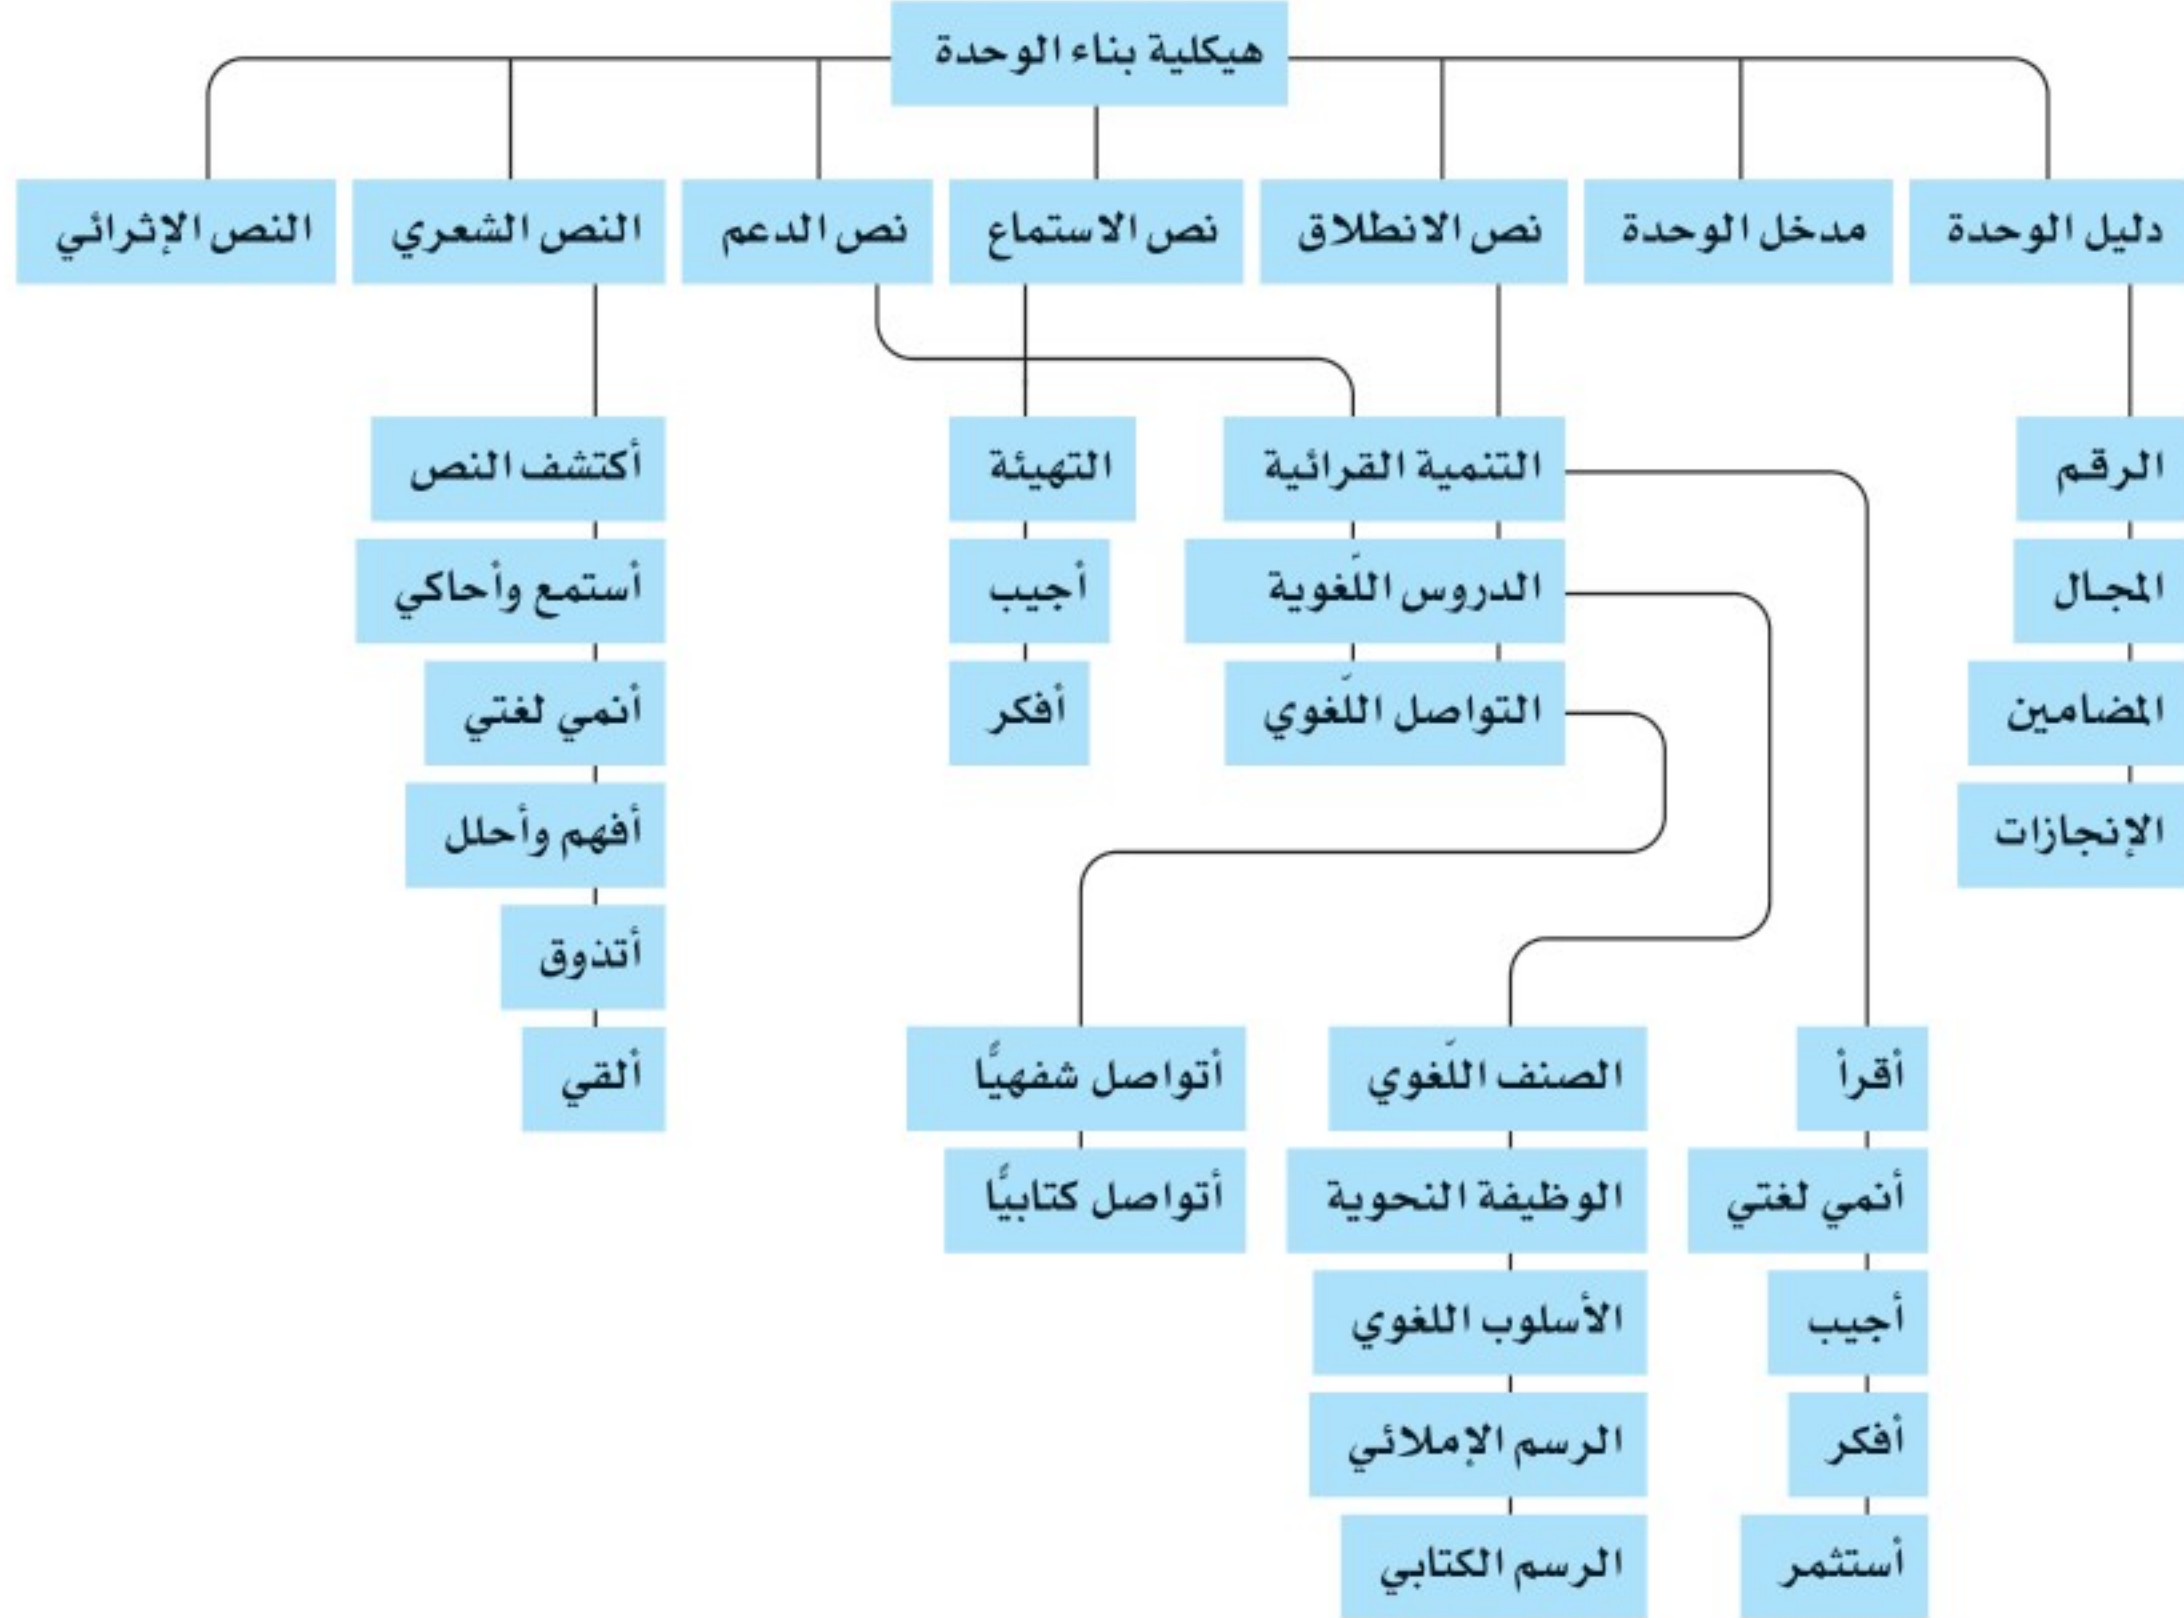 هيكلية بناء الوحدة
دليل الوحدة
مدخل الوحدة
نص الانطلاق
نص الاستماع
نص الدعم
النص الشعري
النص الإثرائي
الرقم
المجال
المضامين
الإنجازات
التنمية القرائية
الدروس اللّغوية
التواصل اللّغوي
التهيئة
أجيب
أفكر
أكتشف النص
أستمع وأحاكي
أنمي لغتي
أفهم وأحلل
أتذوق
ألقي
أقرأ
أنمي لغتي
أجيب
أفكر
أستثمر
الصنف اللّغوي
الوظيفة النحوية
الأسلوب اللغوي
الرسم الإملائي
الرسم الكتابي
أتواصل شفهيًّا
أتواصل كتابيًّا